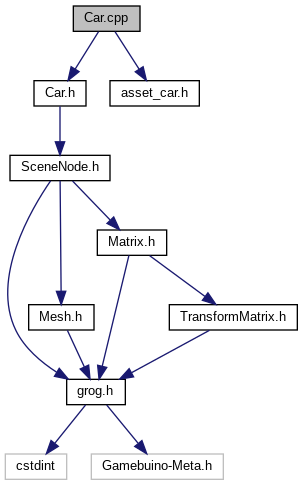 Car.cpp
Car.h
asset_car.h
SceneNode.h
Matrix.h
Mesh.h
TransformMatrix.h
grog.h
cstdint
Gamebuino-Meta.h